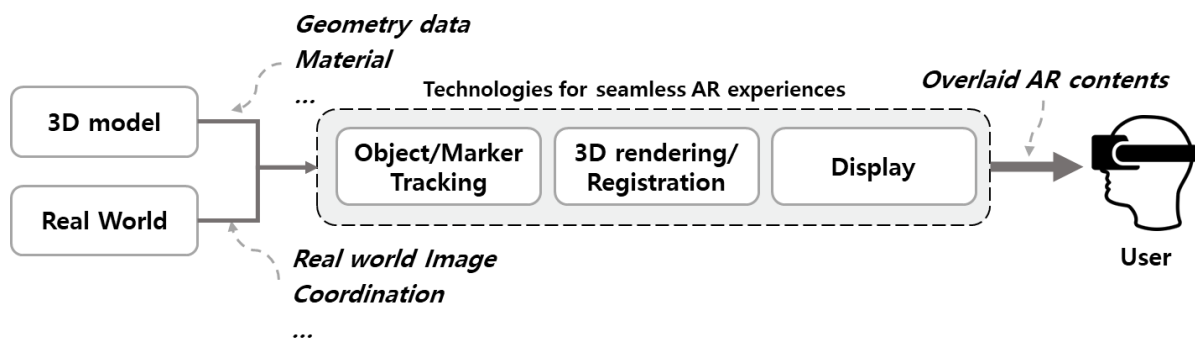 Geometry data
Material
...
3D model
Real World
Real world Image
Coordination
...
Technologies for seamless AR experiences
Object/Marker
Tracking
3D rendering/
Registration
Display
Overlaid AR contents
User